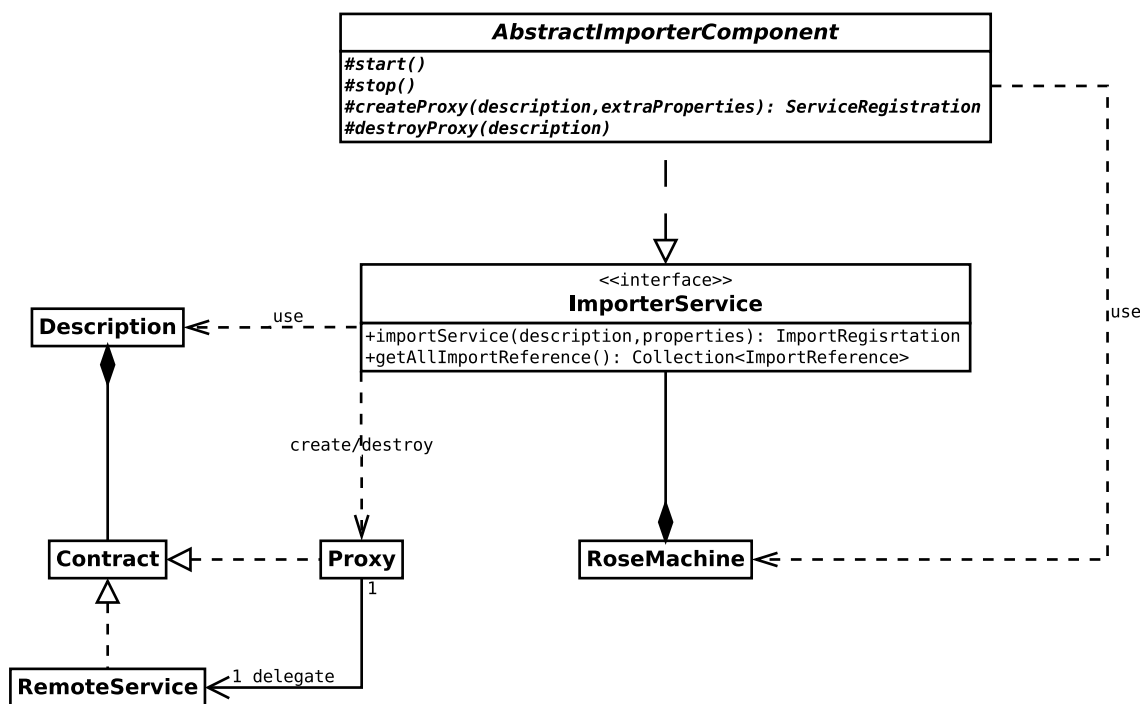 AbstractImporterComponent
#start()
#stop()
#createProxy(description,extraProperties): ServiceRegistration
#destroyProxy(description)
<<interface>>
ImporterService
+importService(description,properties): ImportRegisrtation
+getAllImportReference(): Collection<ImportReference>
use
Description
use
create/destroy
Contract
Proxy
RoseMachine
1
1 delegate
RemoteService